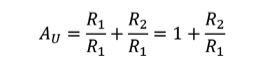 A_U = R_1/R_1 + R_2/R_1 = 1 + R_2/R_1